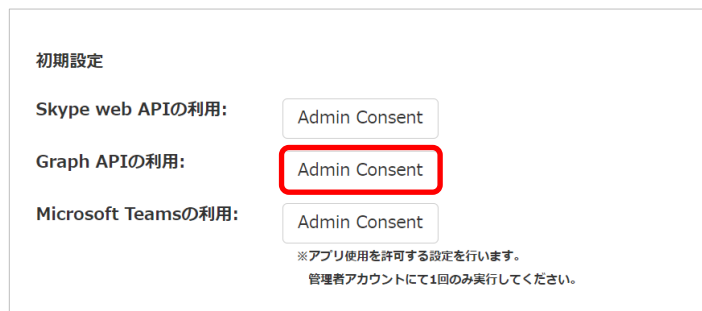 初期設定
Skype web APIの利用: Admin Consent
Graph APIの利用: Admin Consent
Microsoft Teamsの利用: Admin Consent
※アプリ使用を許可する設定を行います。
管理者アカウントにて1回のみ実行してください。